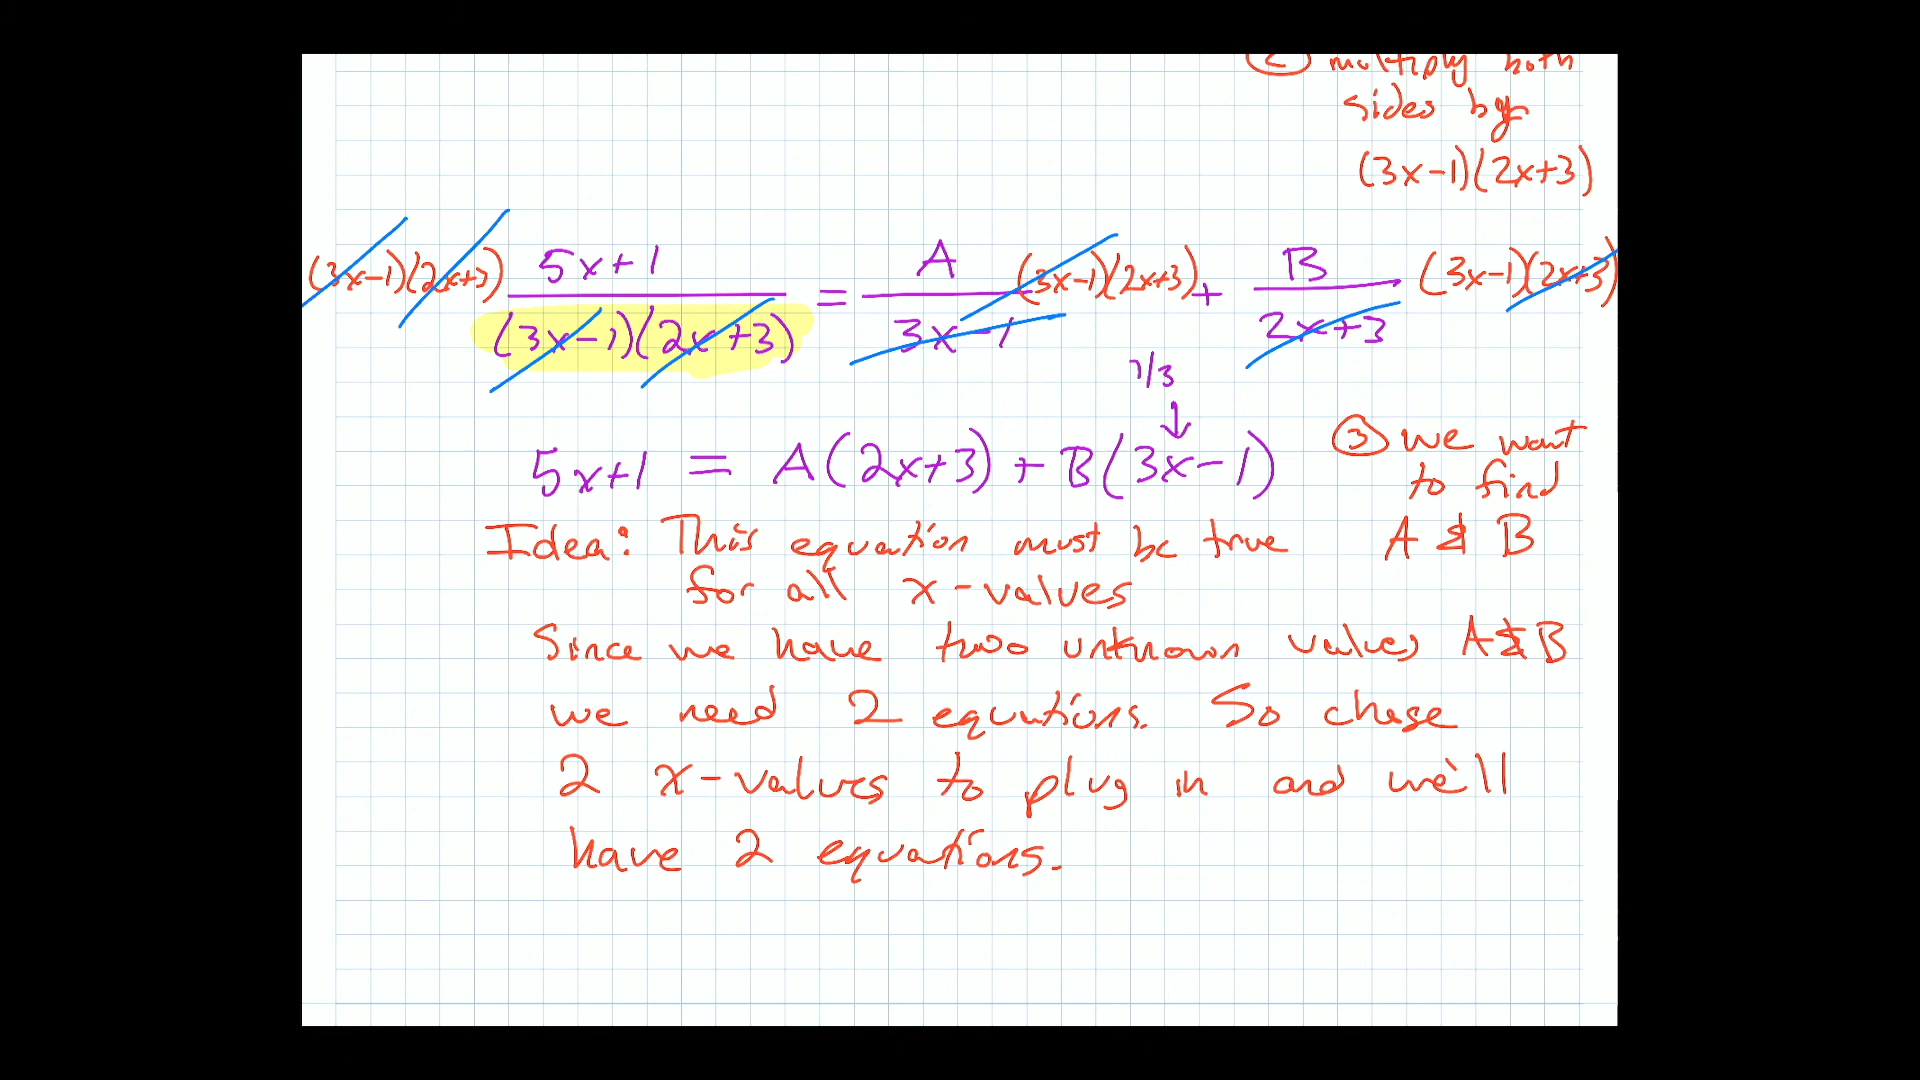 ② multiply both
sides by
(3x-1)(2x+3)
(3x-1)(2x+3) 5x+1 = A (3x-1)(2x+3) + B (3x-1)(2x+3)
(3x-1)(2x+3) 3x-1 2x+3
1/3
↓
5x+1 = A(2x+3) + B(3x-1)
③ we want
to find
A & B
Idea: This equation must be true
for all x-values
Since we have two unknown values A & B
we need 2 equations. So chose
2 x-values to plug in and we'll
have 2 equations.